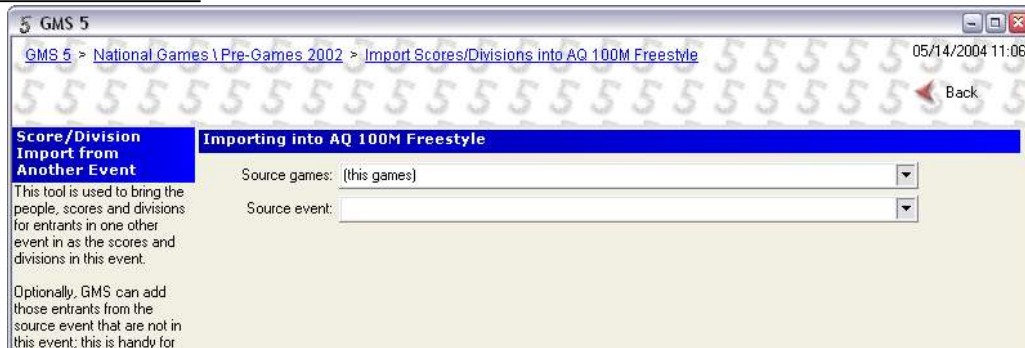 5 GMS 5
GMS 5 > National Games \ Pre-Games 2002 > Import Scores/Divisions into AQ 100M Freestyle
05/14/2004 11:06
Back
Score/Division
Import from
Another Event
This tool is used to bring the
people, scores and divisions
for entrants in one other
event in as the scores and
divisions in this event.
Optionally, GMS can add
those entrants from the
source event that are not in
this event; this is handy for
Importing into AQ 100M Freestyle
Source games: (this games)
Source event: